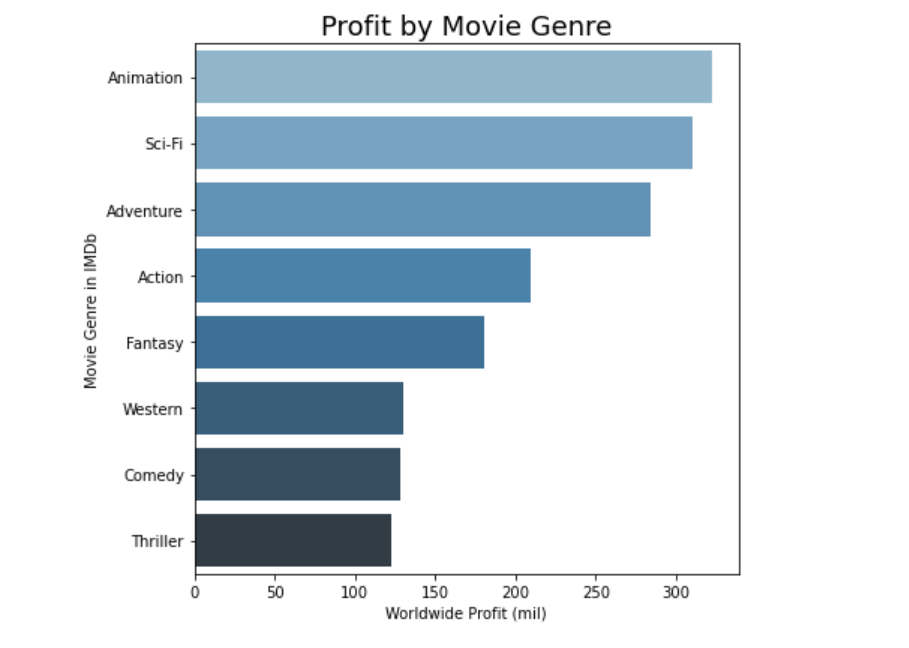 Profit by Movie Genre
Movie Genre in IMDb
Animation
Sci-Fi
Adventure
Action
Fantasy
Western
Comedy
Thriller
0 50 100 150 200 250 300
Worldwide Profit (mil)